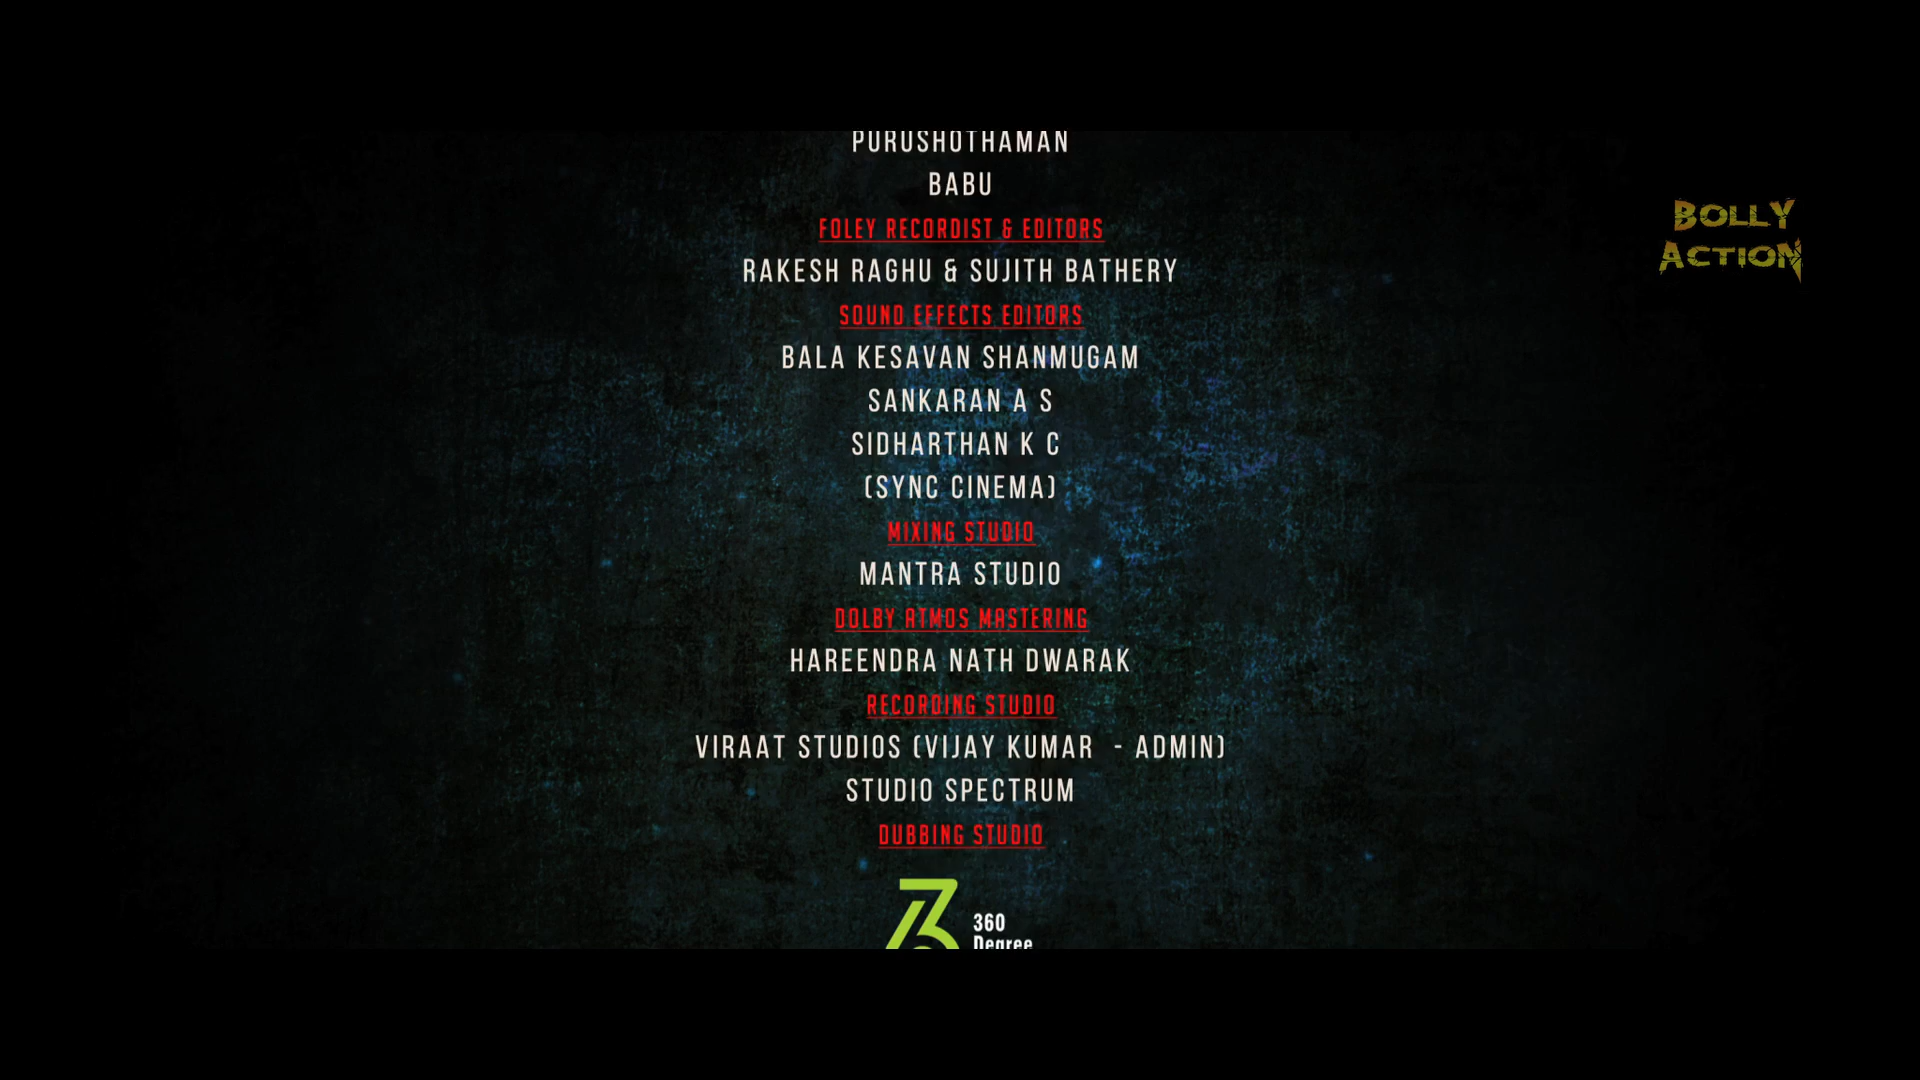 PURUSHOTHAMAN
BABU
FOLEY RECORDIST & EDITORS
RAKESH RAGHU & SUJITH BATHERY
SOUND EFFECTS EDITORS
BALA KESAVAN SHANMUGAM
SANKARAN A S
SIDHARTHAN K C
(SYNC CINEMA)
MIXING STUDIO
MANTRA STUDIO
DOLBY ATMOS MASTERING
HAREENDRA NATH DWARAK
RECORDING STUDIO
VIRAAT STUDIOS (VIJAY KUMAR - ADMIN)
STUDIO SPECTRUM
DUBBING STUDIO
360
Degree
BOLLY
ACTION